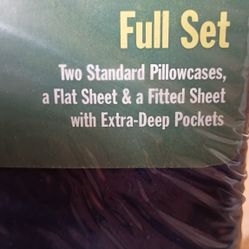 Full Set
Two Standard Pillowcases,
a Flat Sheet & a Fitted Sheet
with Extra-Deep Pockets